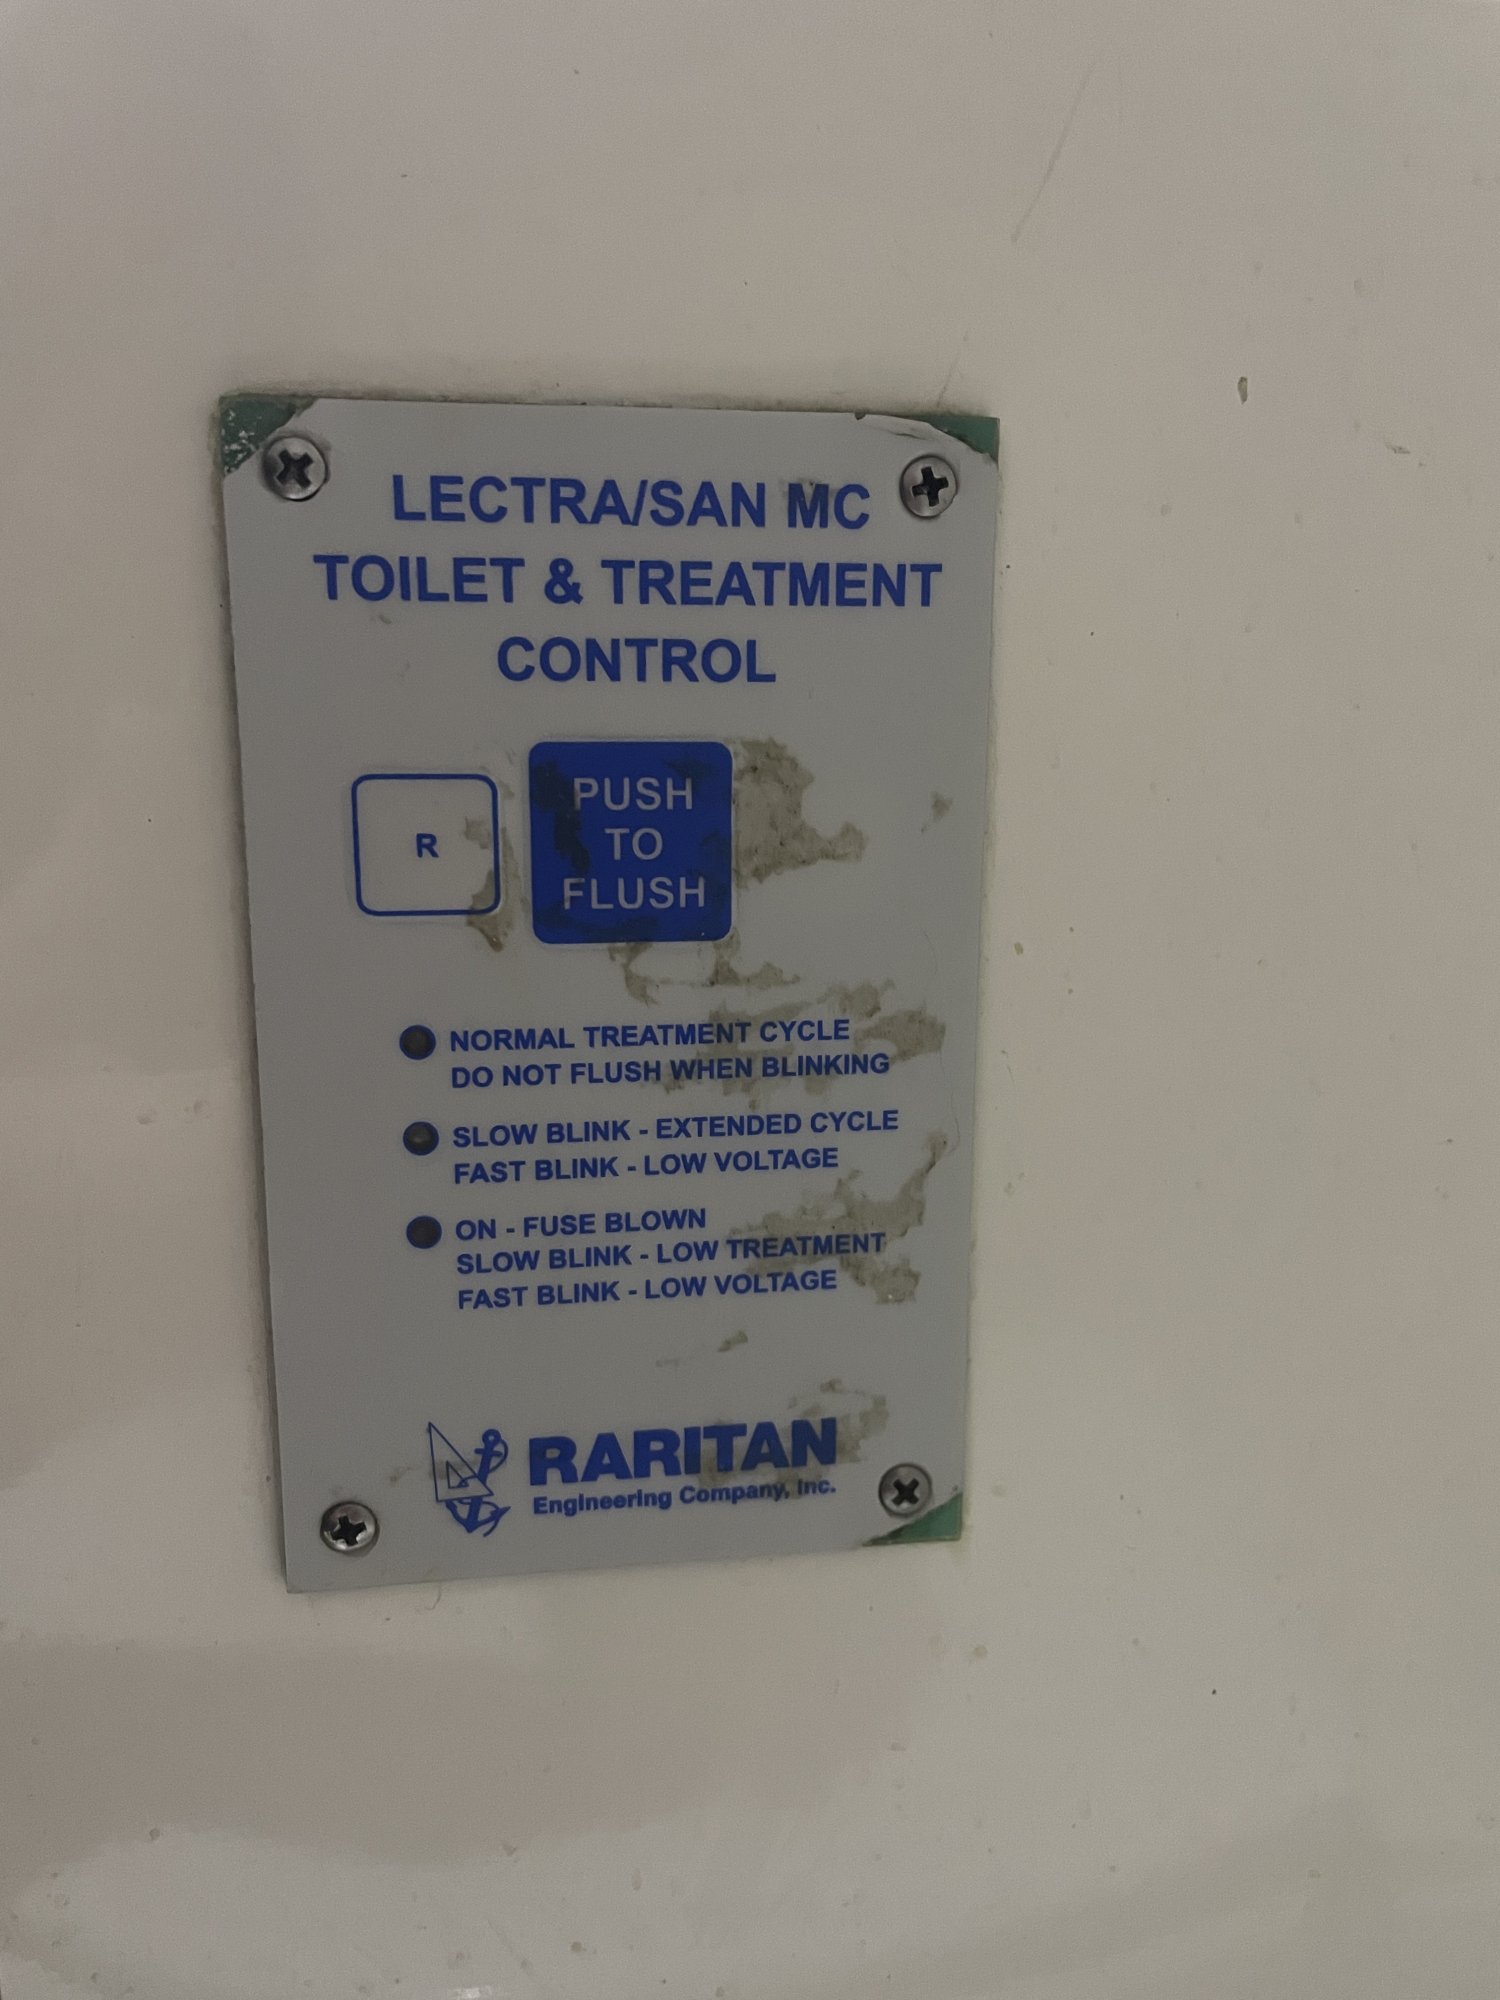 LECTRA/SAN MC
TOILET & TREATMENT
CONTROL
R
PUSH
TO
FLUSH
NORMAL TREATMENT CYCLE
DO NOT FLUSH WHEN BLINKING
SLOW BLINK - EXTENDED CYCLE
FAST BLINK - LOW VOLTAGE
ON - FUSE BLOWN
SLOW BLINK - LOW TREATMENT
FAST BLINK - LOW VOLTAGE
RARITAN
Engineering Company, Inc.